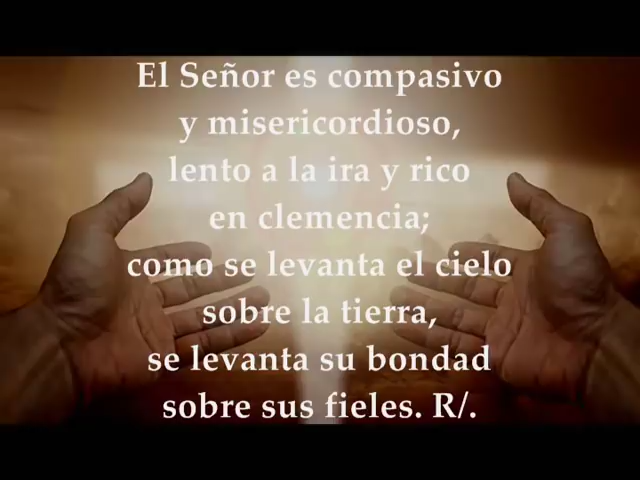 El Señor es compasivo
y misericordioso,
lento a la ira y rico
en clemencia;
como se levanta el cielo
sobre la tierra,
se levanta su bondad
sobre sus fieles. R/.